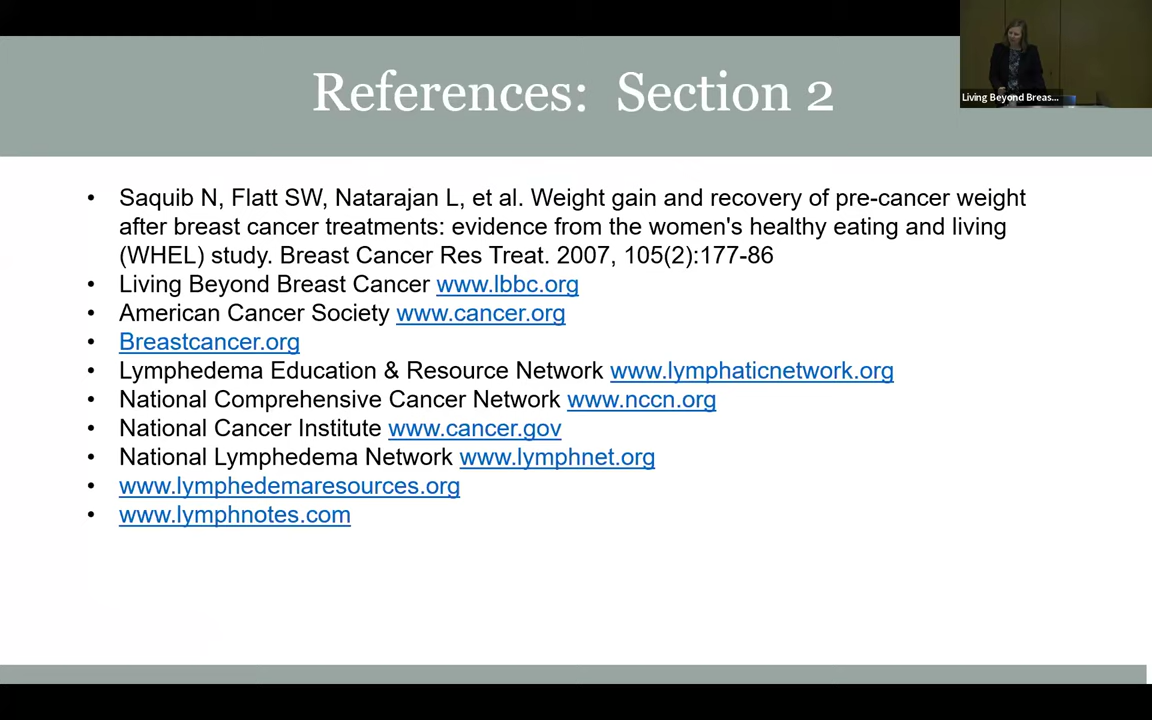 References: Section 2
Living Beyond Breas...
• Saquib N, Flatt SW, Natarajan L, et al. Weight gain and recovery of pre-cancer weight
after breast cancer treatments: evidence from the women's healthy eating and living
(WHEL) study. Breast Cancer Res Treat. 2007, 105(2):177-86
• Living Beyond Breast Cancer www.lbbc.org
• American Cancer Society www.cancer.org
• Breastcancer.org
• Lymphedema Education & Resource Network www.lymphaticnetwork.org
• National Comprehensive Cancer Network www.nccn.org
• National Cancer Institute www.cancer.gov
• National Lymphedema Network www.lymphnet.org
• www.lymphedemaresources.org
• www.lymphnotes.com